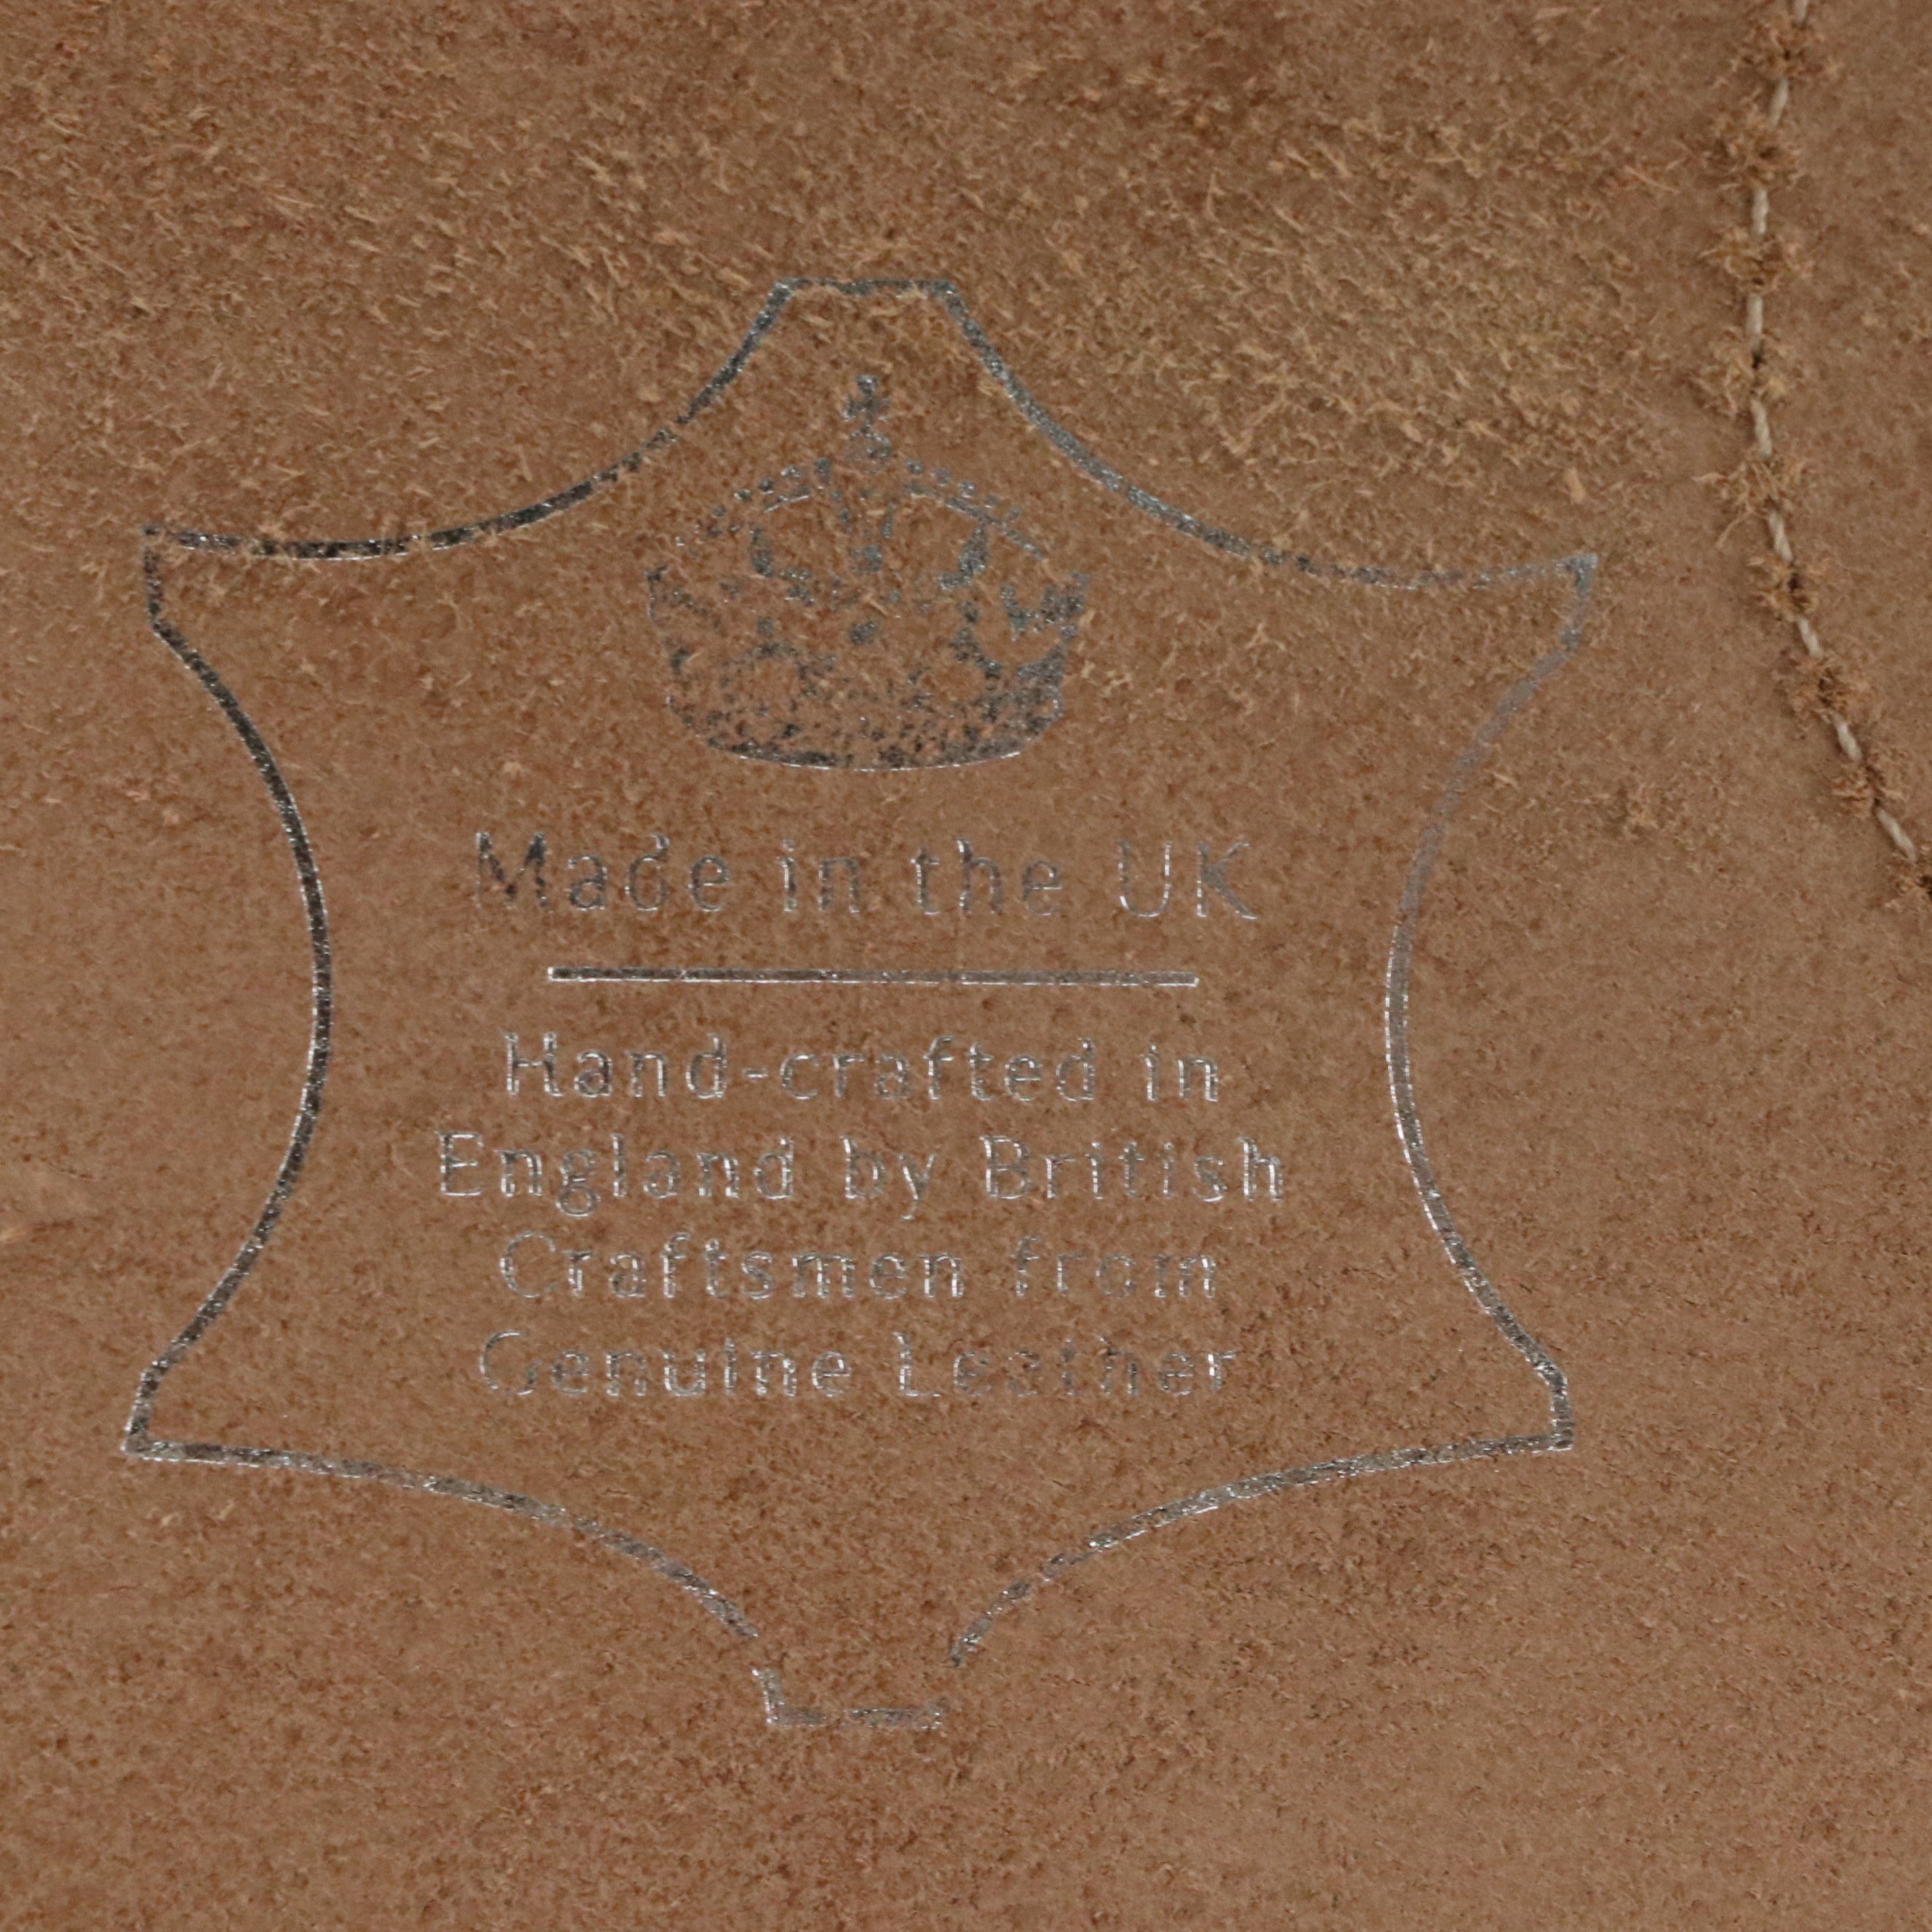 Made in the UK
Hand-crafted in
England by British
Craftsmen from
Genuine Leather